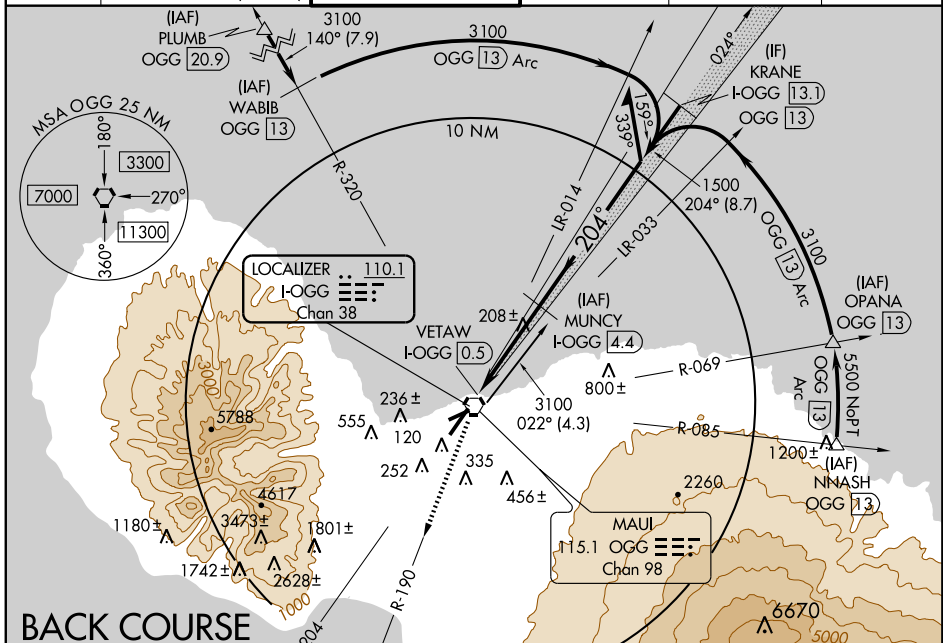 (IAF)
PLUMB
OGG 20.9
3100
140° (7.9)
(IAF)
WABIB
OGG 13
3100
OGG 13 Arc
024°
(IF)
KRANE
I-OGG 13.1
OGG 13
159°
339°
MSA OGG 25 NM
180°
3300
7000
270°
11300
360°
10 NM
R-320
LR-014
204°
LR-033
1500
204° (8.7)
3100
OGG 13 Arc
(IAF)
OPANA
OGG 13
LOCALIZER 110.1
I-OGG
Chan 38
VETAW
I-OGG 0.5
208±
(IAF)
MUNCY
I-OGG 4.4
800±
R-069
5500 NoPT
OGG 13
Arc
3100
022° (4.3)
R-085
1200±
(IAF)
NNASH
OGG 13
3000
5788
236±
555
120
252
335
456±
2260
4617
3473±
1180±
1801±
1742±
2628±
1000
MAUI
115.1 OGG
Chan 98
R-190
204
6670
5000
BACK COURSE